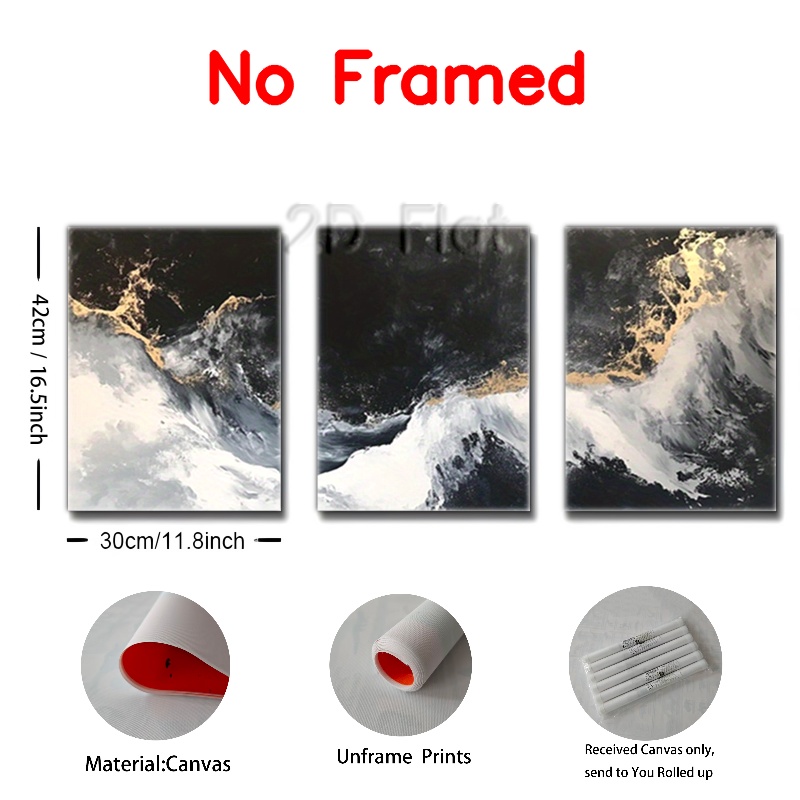 No Framed
2D Flat
42cm / 16.5inch
30cm/11.8inch
Material:Canvas
Unframe Prints
Received Canvas only,
send to You Rolled up